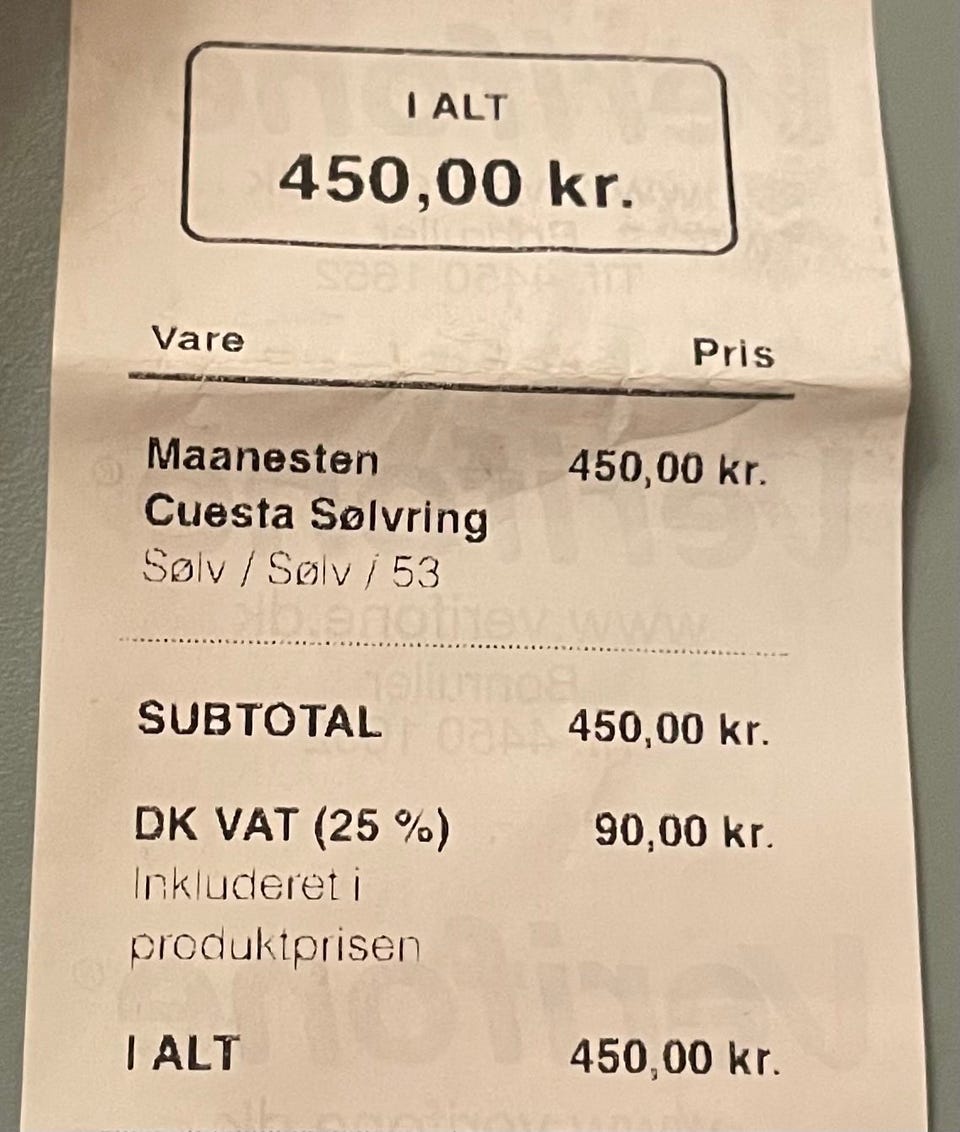 I ALT
450,00 kr.
Vare Pris
Maanesten 450,00 kr.
Cuesta Sølvring
Sølv / Sølv / 53
SUBTOTAL 450,00 kr.
DK VAT (25 %) 90,00 kr.
Inkluderet i
produktprisen
I ALT 450,00 kr.